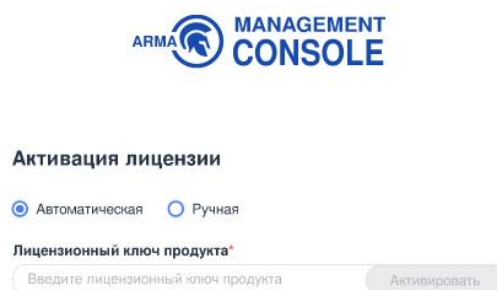 ARMA MANAGEMENT
CONSOLE
Активация лицензии
Автоматическая Ручная
Лицензионный ключ продукта*
Введите лицензионный ключ продукта Активировать